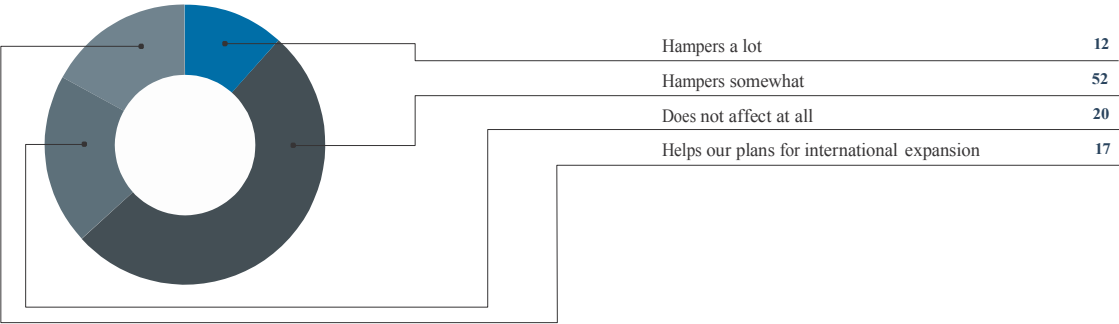 Hampers a lot 12
Hampers somewhat 52
Does not affect at all 20
Helps our plans for international expansion 17